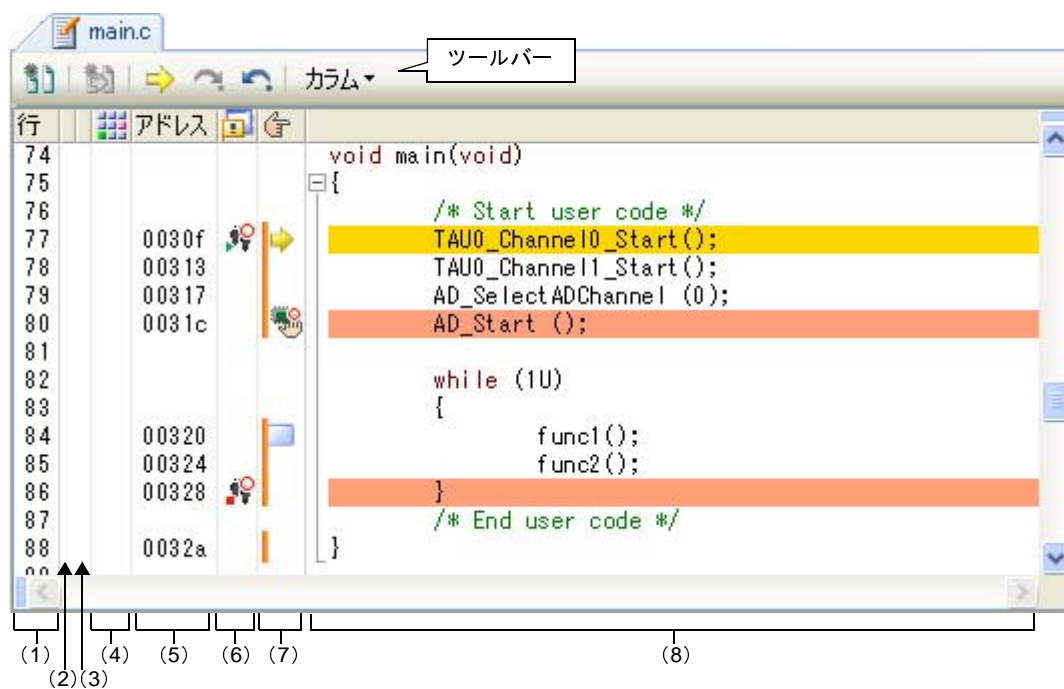 main.c
カラム
ツールバー
行 アドレス
74 void main(void)
75 {
76 /* Start user code */
77 0030f TAU0_Channel0_Start();
78 00313 TAU0_Channel1_Start();
79 00317 AD_SelectADChannel (0);
80 0031c AD_Start ();
81
82 while (1U)
83 {
84 00320 func1();
85 00324 func2();
86 00328 }
87 /* End user code */
88 0032a }
(1) (4) (5) (6) (7) (8)
(2)(3)